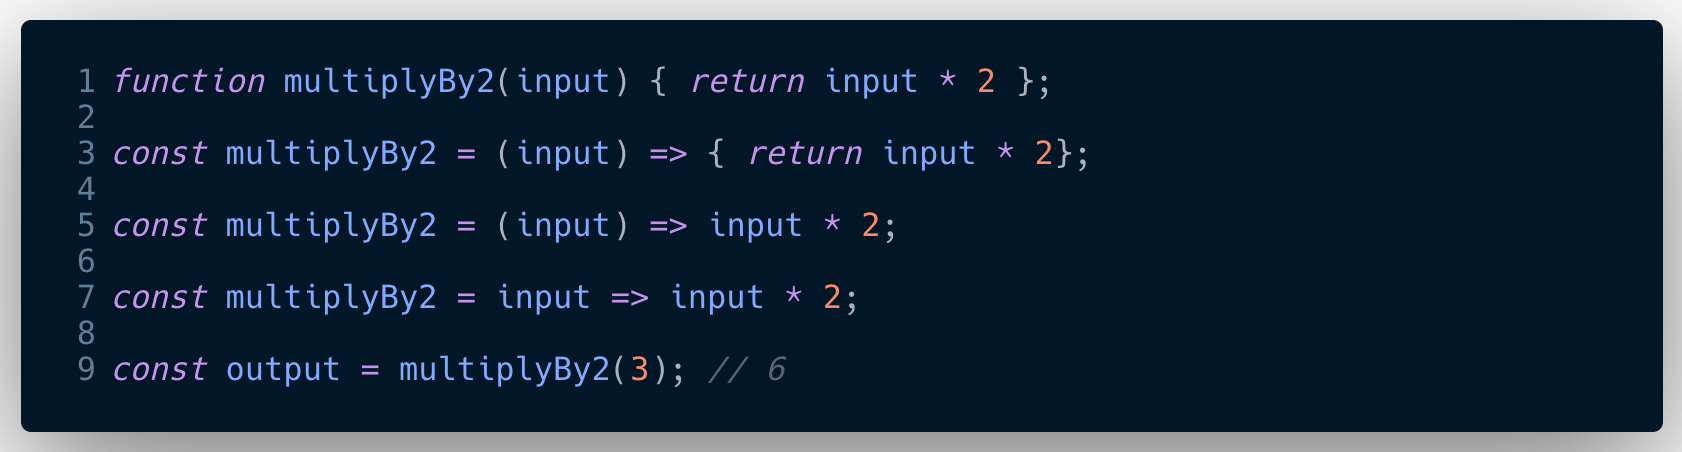 1 function multiplyBy2(input) { return input * 2 };
2
3 const multiplyBy2 = (input) => { return input * 2};
4
5 const multiplyBy2 = (input) => input * 2;
6
7 const multiplyBy2 = input => input * 2;
8
9 const output = multiplyBy2(3); // 6